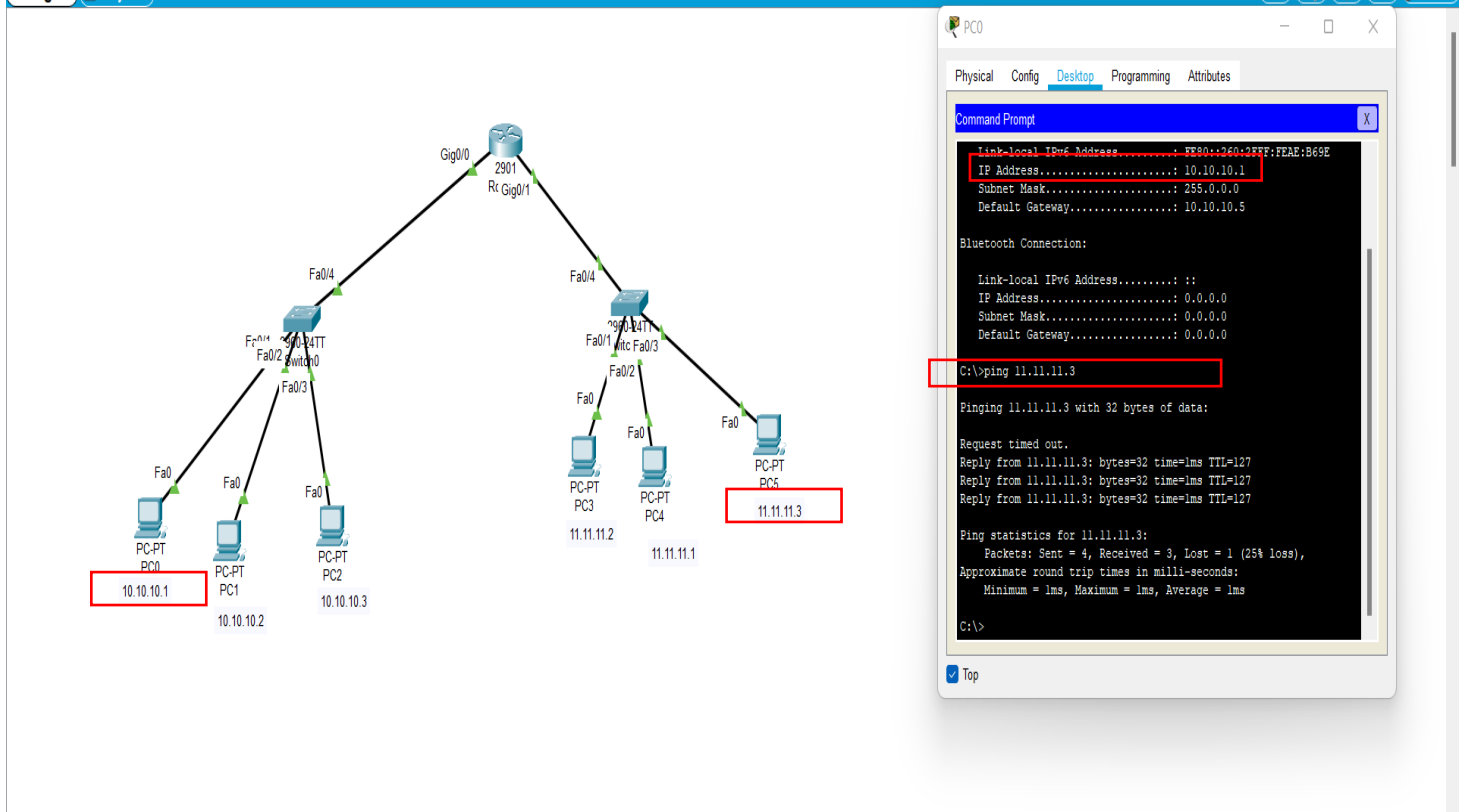 Gig0/0
2901
Gig0/1
Fa0/4
Fa0/4
Fa0/2
Switch0
Fa0/3
Fa0/1
Fa0/3
Fa0/2
Fa0
Fa0
Fa0
Fa0
Fa0
Fa0
PC-PT
PC0
10.10.10.1
PC-PT
PC1
10.10.10.2
PC-PT
PC2
10.10.10.3
PC-PT
PC3
11.11.11.2
PC-PT
PC4
11.11.11.1
PC-PT
PC5
11.11.11.3
PC0
Physical Config Desktop Programming Attributes
Command Prompt X
Link-local IPv6 Address.........: FE80::260:2FFF:FEAE:B69E
IP Address......................: 10.10.10.1
Subnet Mask.....................: 255.0.0.0
Default Gateway.................: 10.10.10.5
Bluetooth Connection:
Link-local IPv6 Address.........: ::
IP Address......................: 0.0.0.0
Subnet Mask.....................: 0.0.0.0
Default Gateway.................: 0.0.0.0
C:\>ping 11.11.11.3
Pinging 11.11.11.3 with 32 bytes of data:
Request timed out.
Reply from 11.11.11.3: bytes=32 time=1ms TTL=127
Reply from 11.11.11.3: bytes=32 time=1ms TTL=127
Reply from 11.11.11.3: bytes=32 time=1ms TTL=127
Ping statistics for 11.11.11.3:
Packets: Sent = 4, Received = 3, Lost = 1 (25% loss),
Approximate round trip times in milli-seconds:
Minimum = 1ms, Maximum = 1ms, Average = 1ms
C:\>
Top